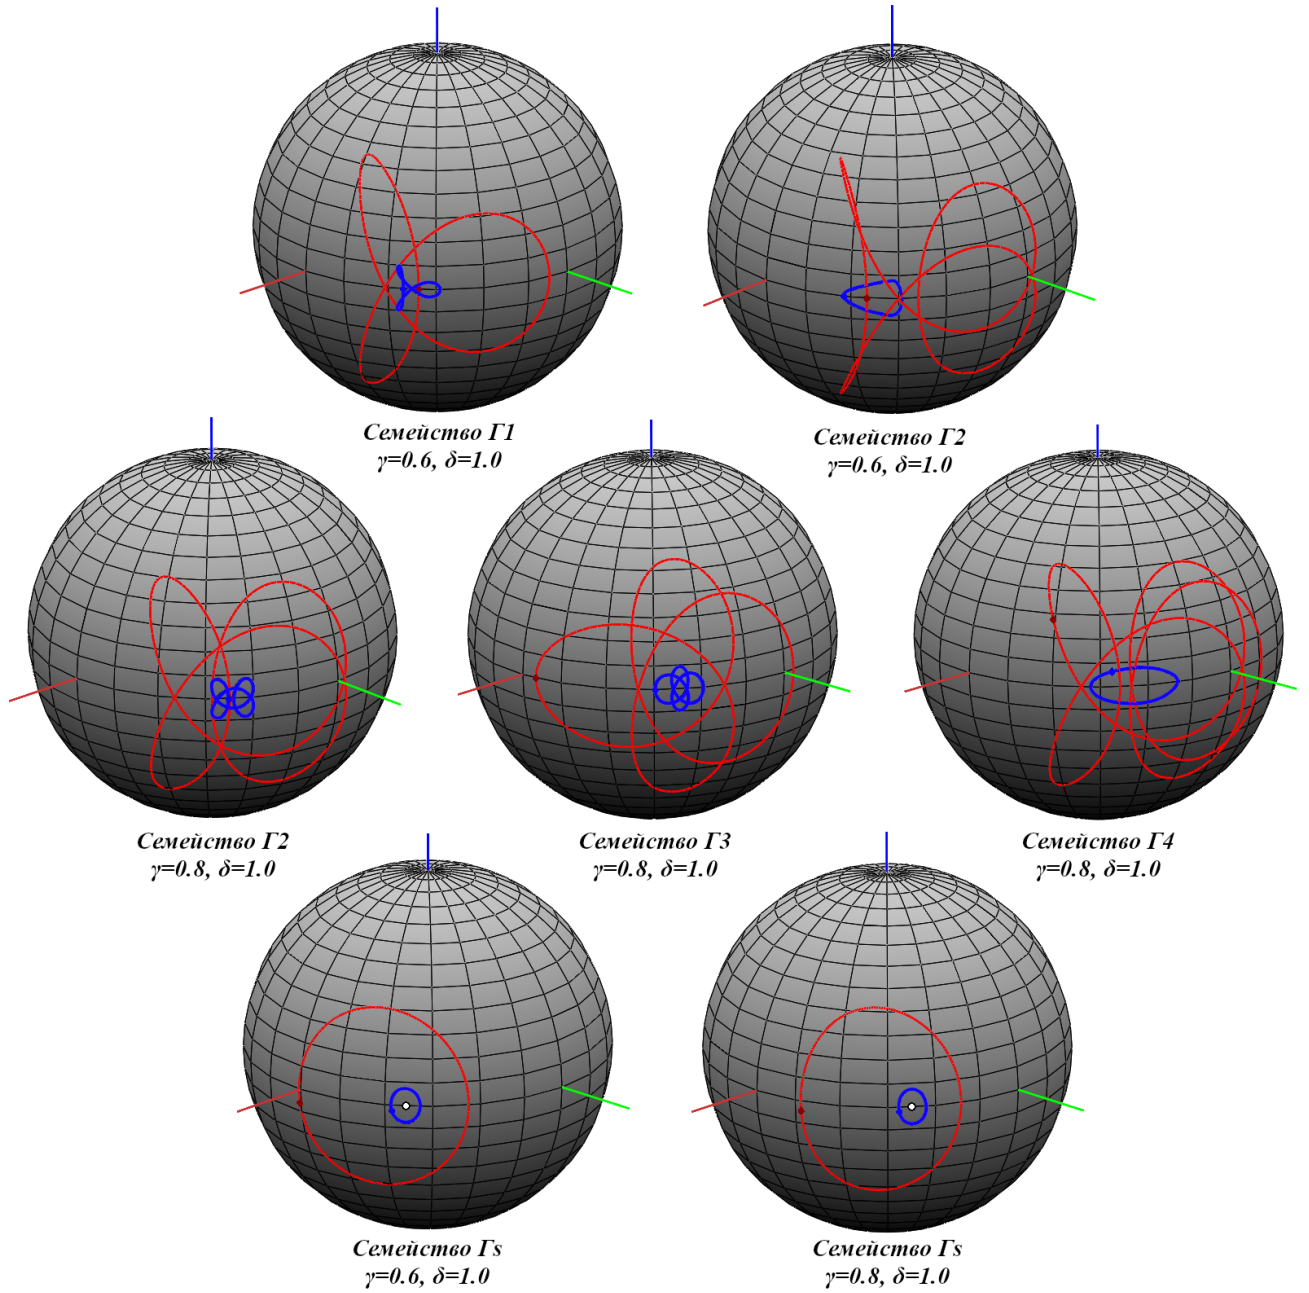 Семейство Г1
γ=0.6, δ=1.0
Семейство Г2
γ=0.6, δ=1.0
Семейство Г2
γ=0.8, δ=1.0
Семейство Г3
γ=0.8, δ=1.0
Семейство Г4
γ=0.8, δ=1.0
Семейство Гs
γ=0.6, δ=1.0
Семейство Гs
γ=0.8, δ=1.0